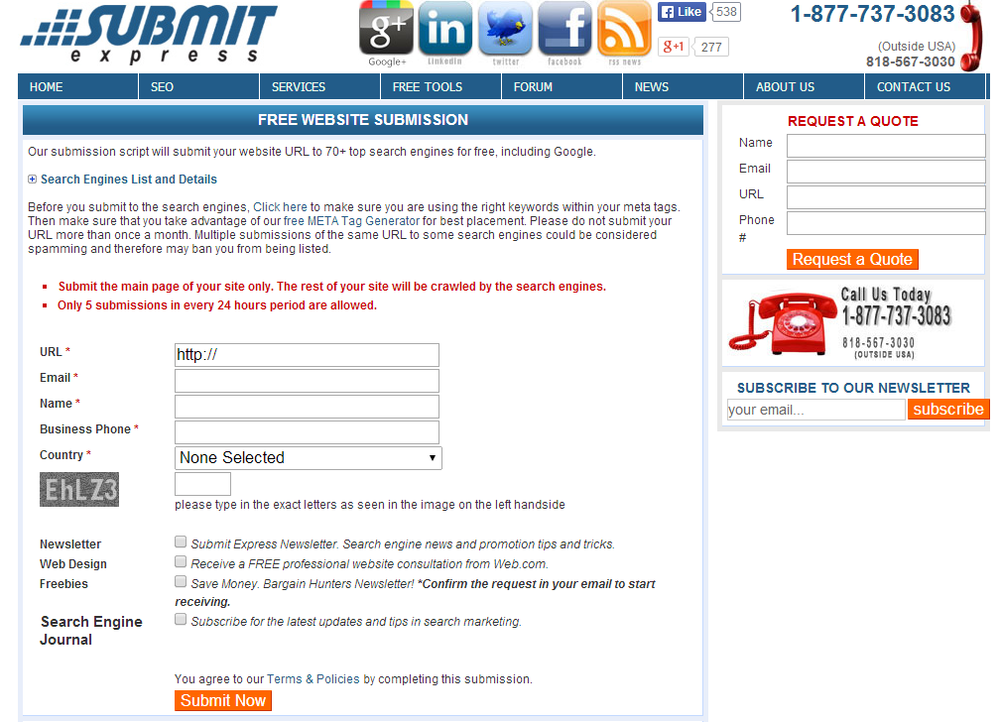 SUBMIT
express
g+
Google+
in
linkedin
twitter
f
facebook
rss news
f Like 538
g+1 277
1-877-737-3083
(Outside USA)
818-567-3030
HOME SEO SERVICES FREE TOOLS FORUM NEWS ABOUT US CONTACT US
FREE WEBSITE SUBMISSION
Our submission script will submit your website URL to 70+ top search engines for free, including Google.
Search Engines List and Details
Before you submit to the search engines, Click here to make sure you are using the right keywords within your meta tags.
Then make sure that you take advantage of our free META Tag Generator for best placement. Please do not submit your
URL more than once a month. Multiple submissions of the same URL to some search engines could be considered
spamming and therefore may ban you from being listed.
Submit the main page of your site only. The rest of your site will be crawled by the search engines.
Only 5 submissions in every 24 hours period are allowed.
URL * http://
Email *
Name *
Business Phone *
Country * None Selected
EhLZ3
please type in the exact letters as seen in the image on the left handside
Newsletter Submit Express Newsletter. Search engine news and promotion tips and tricks.
Web Design Receive a FREE professional website consultation from Web.com.
Freebies Save Money. Bargain Hunters Newsletter! *Confirm the request in your email to start
receiving.
Search Engine Subscribe for the latest updates and tips in search marketing.
Journal
You agree to our Terms & Policies by completing this submission.
Submit Now
REQUEST A QUOTE
Name
Email
URL
Phone
#
Request a Quote
Call Us Today
1-877-737-3083
818-567-3030
(OUTSIDE USA)
SUBSCRIBE TO OUR NEWSLETTER
your email... subscribe